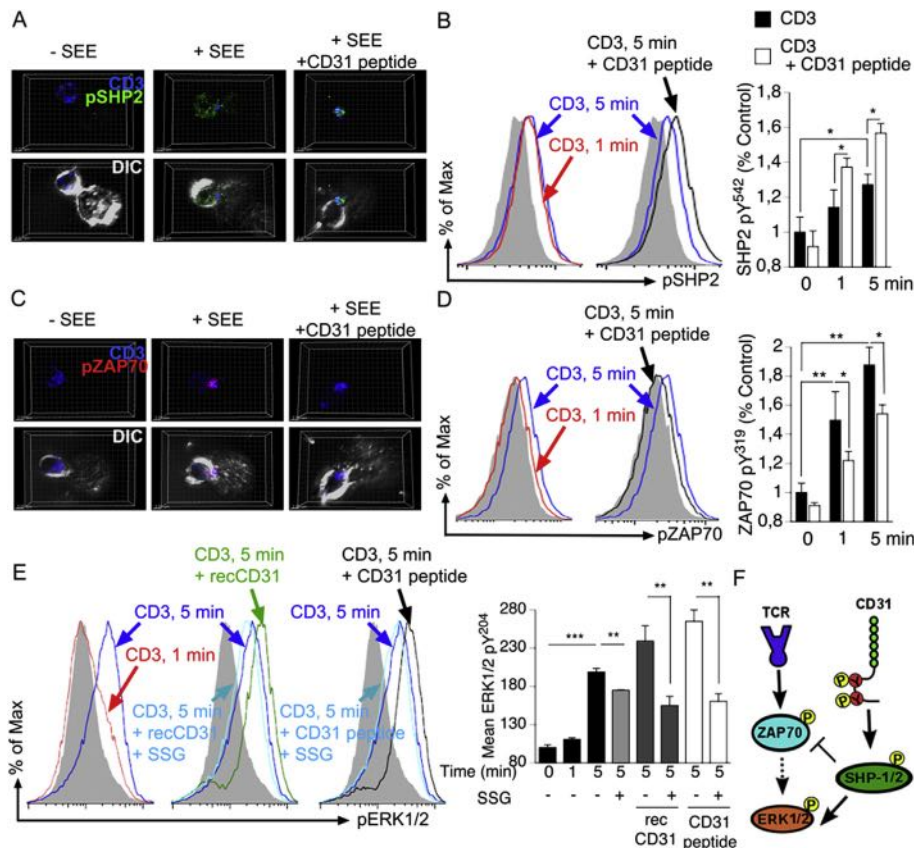 A
- SEE
+ SEE
+ SEE
+CD31 peptide
CD3
pSHP2
DIC
B
CD3, 5 min
+ CD31 peptide
CD3, 5 min
CD3, 1 min
% of Max
pSHP2
CD3
CD3
+ CD31 peptide
SHP2 pY542 (% Control)
1,8
1,6
1,4
1,2
1
0,8
*
*
*
0 1 5 min
C
- SEE
+ SEE
+ SEE
+CD31 peptide
CD3
pZAP70
DIC
D
CD3, 5 min
+ CD31 peptide
CD3, 5 min
CD3, 1 min
% of Max
pZAP70
ZAP70 pY319 (% Control)
2
1,8
1,6
1,4
1,2
1
0,8
**
**
*
*
0 1 5 min
E
CD3, 5 min
+ recCD31
CD3, 5 min
+ CD31 peptide
CD3, 5 min
CD3, 5 min
CD3, 1 min
CD3, 5 min
+ recCD31
+ SSG
CD3, 5 min
+ CD31 peptide
+ SSG
% of Max
pERK1/2
Mean ERK1/2 pY204
280
240
200
160
120
80
***
**
**
**
Time (min) 0 1 5 5 5 5 5 5
SSG - - - + - + - +
rec
CD31
CD31
peptide
F
TCR
CD31
P
P
P
ZAP70
P
SHP-1/2
P
ERK1/2